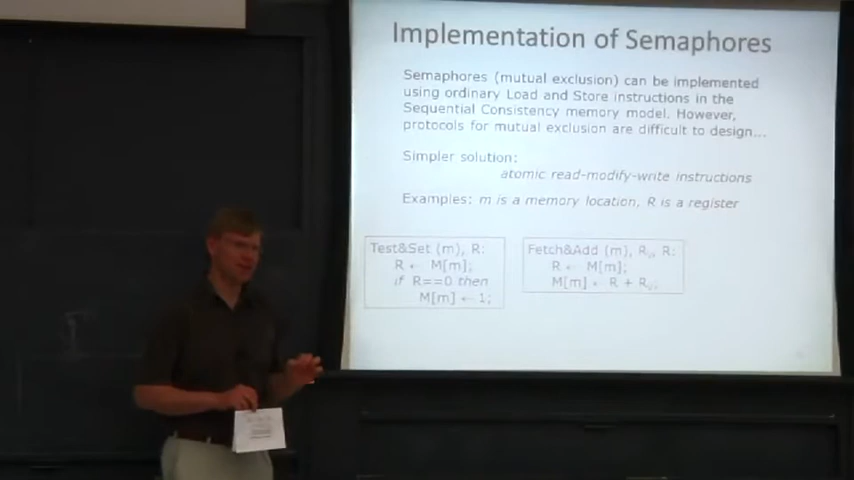 Implementation of Semaphores
Semaphores (mutual exclusion) can be implemented
using ordinary Load and Store instructions in the
Sequential Consistency memory model. However,
protocols for mutual exclusion are difficult to design...
Simpler solution:
atomic read-modify-write instructions
Examples: m is a memory location, R is a register
Test&Set (m), R:
R ← M[m];
if R==0 then
M[m] ← 1;
Fetch&Add (m), Rv, R:
R ← M[m];
M[m] ← R + Rv;